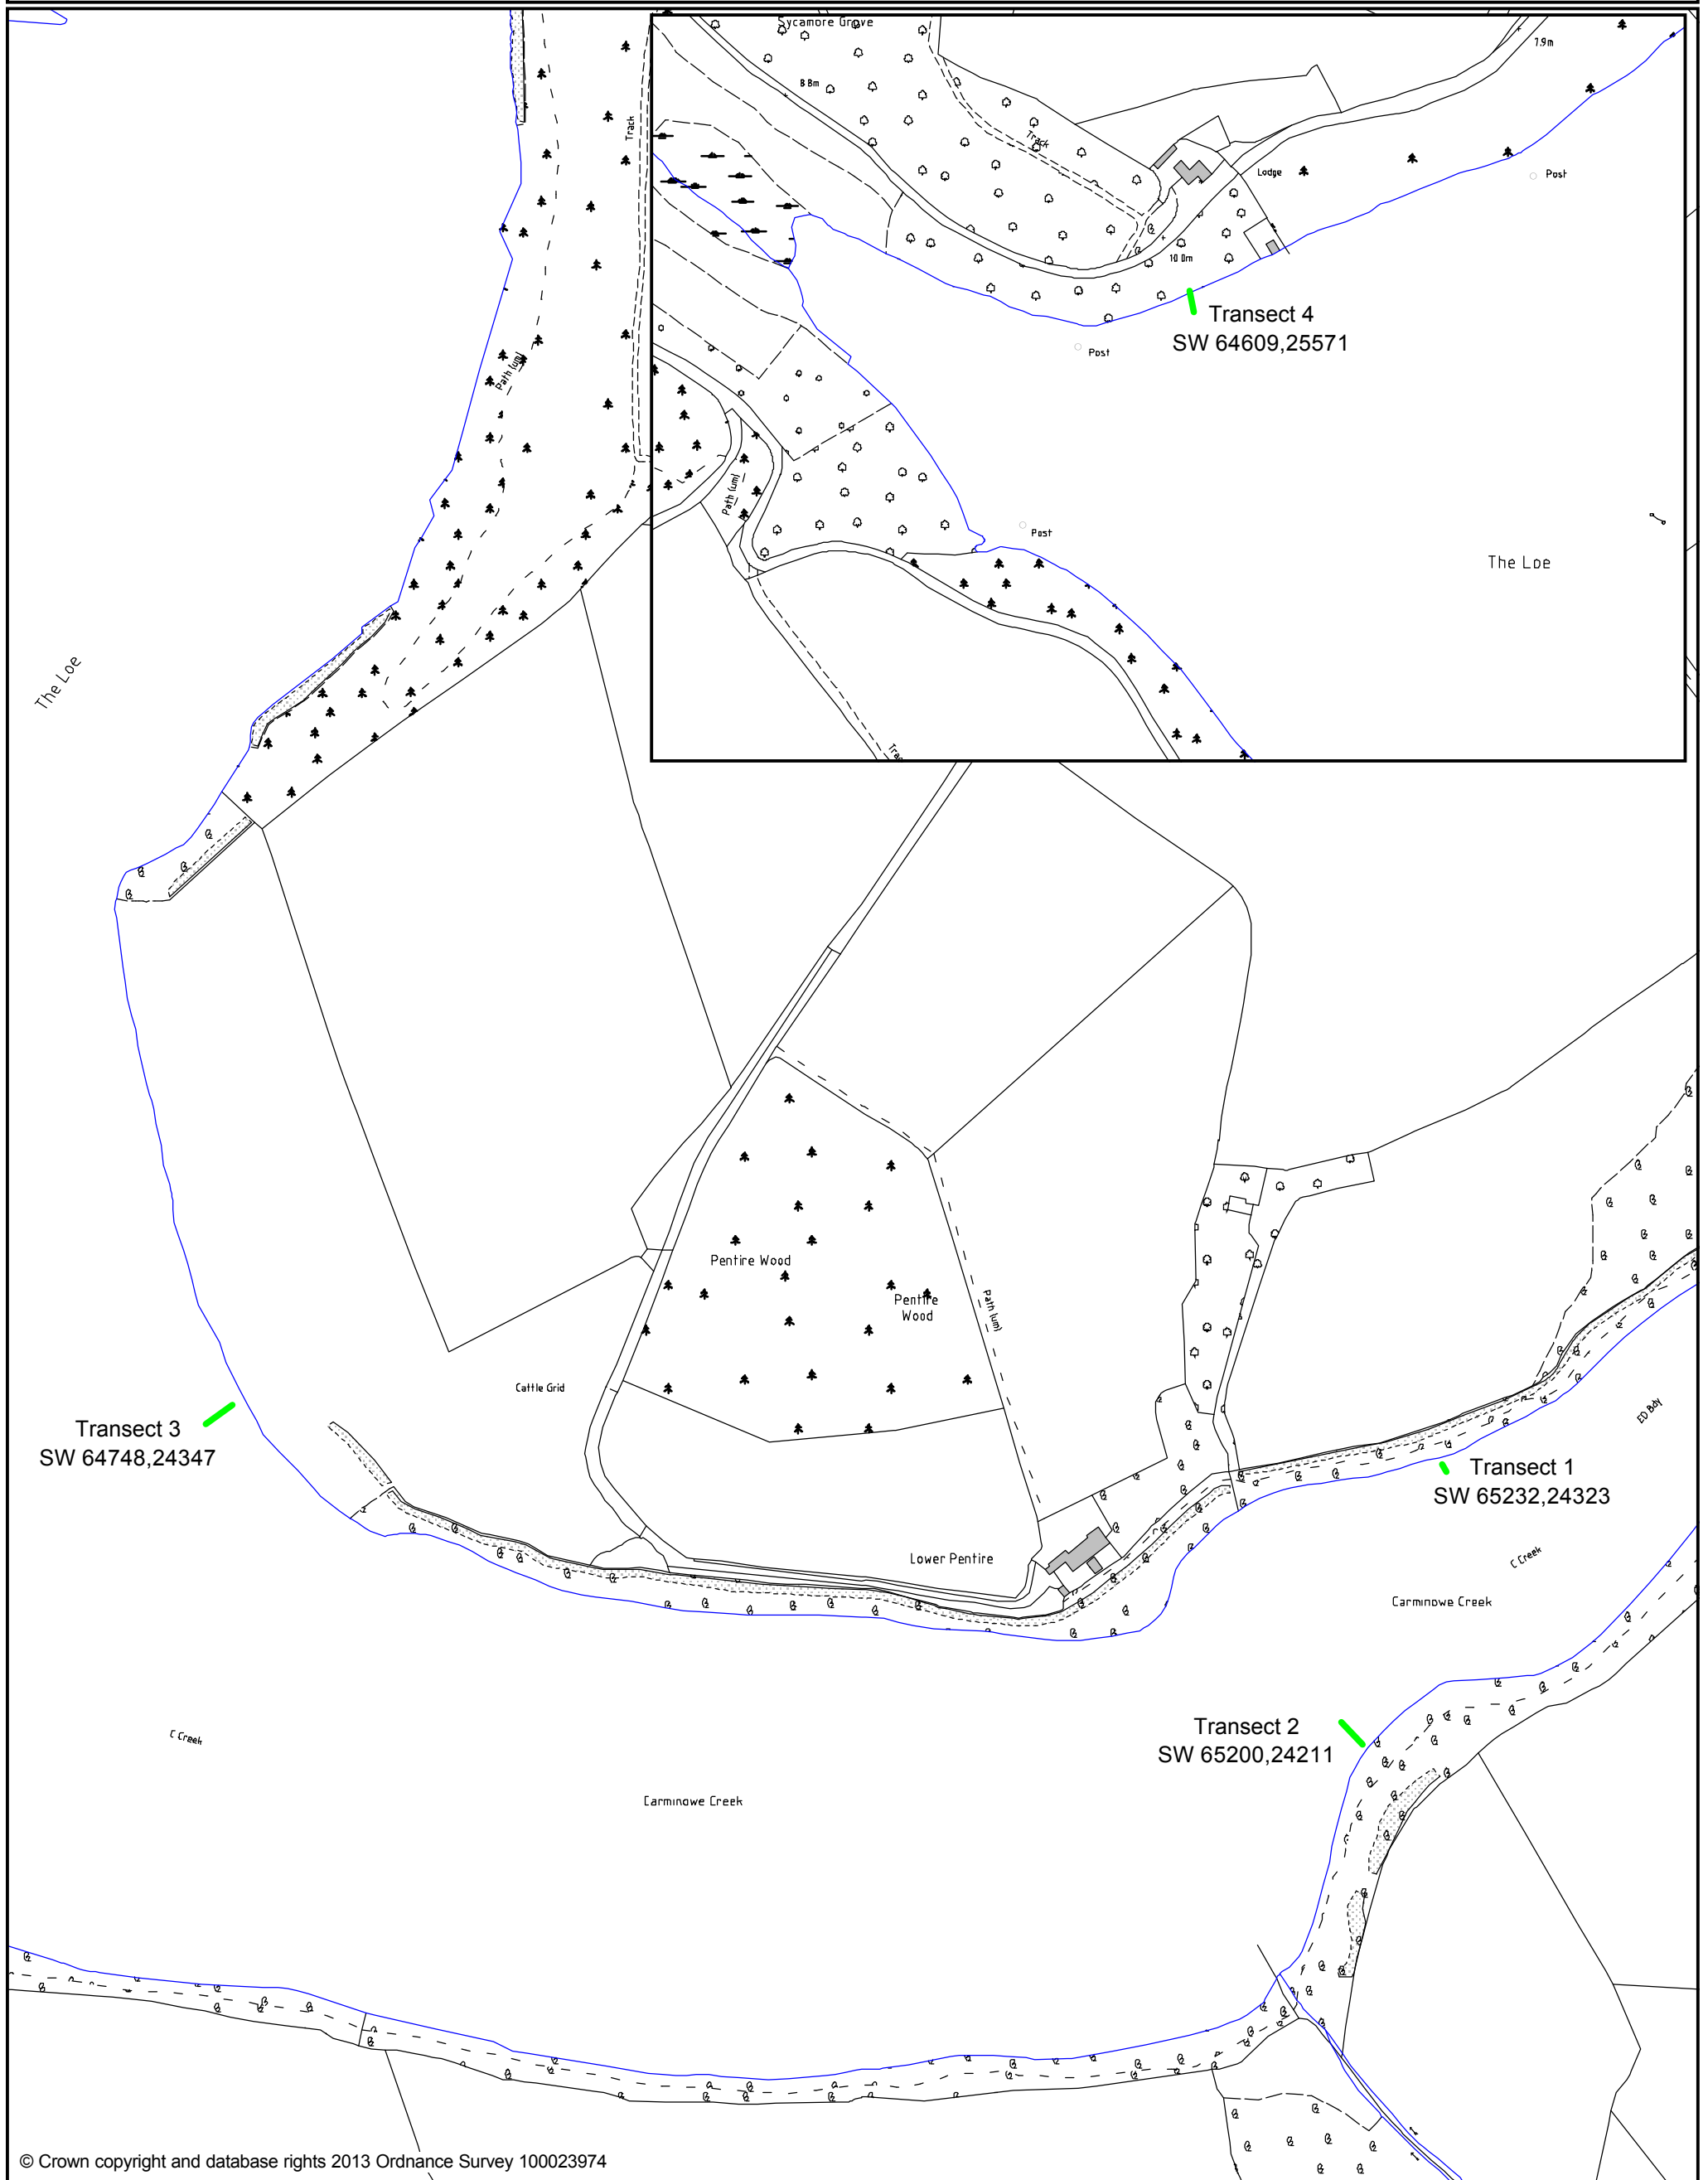 Sycamore Grove
7.9m
8.8m
Track
Track
Lodge
Post
10.0m
Transect 4
SW 64609,25571
Post
Path (um)
Path (um)
Post
The Loe
The Loe
Pentire Wood
Pentire
Wood
Path (um)
Cattle Grid
Transect 3
SW 64748,24347
ED Bdy
Transect 1
SW 65232,24323
Lower Pentire
C Creek
Carminowe Creek
Transect 2
SW 65200,24211
C Creek
Carminowe Creek
© Crown copyright and database rights 2013 Ordnance Survey 100023974